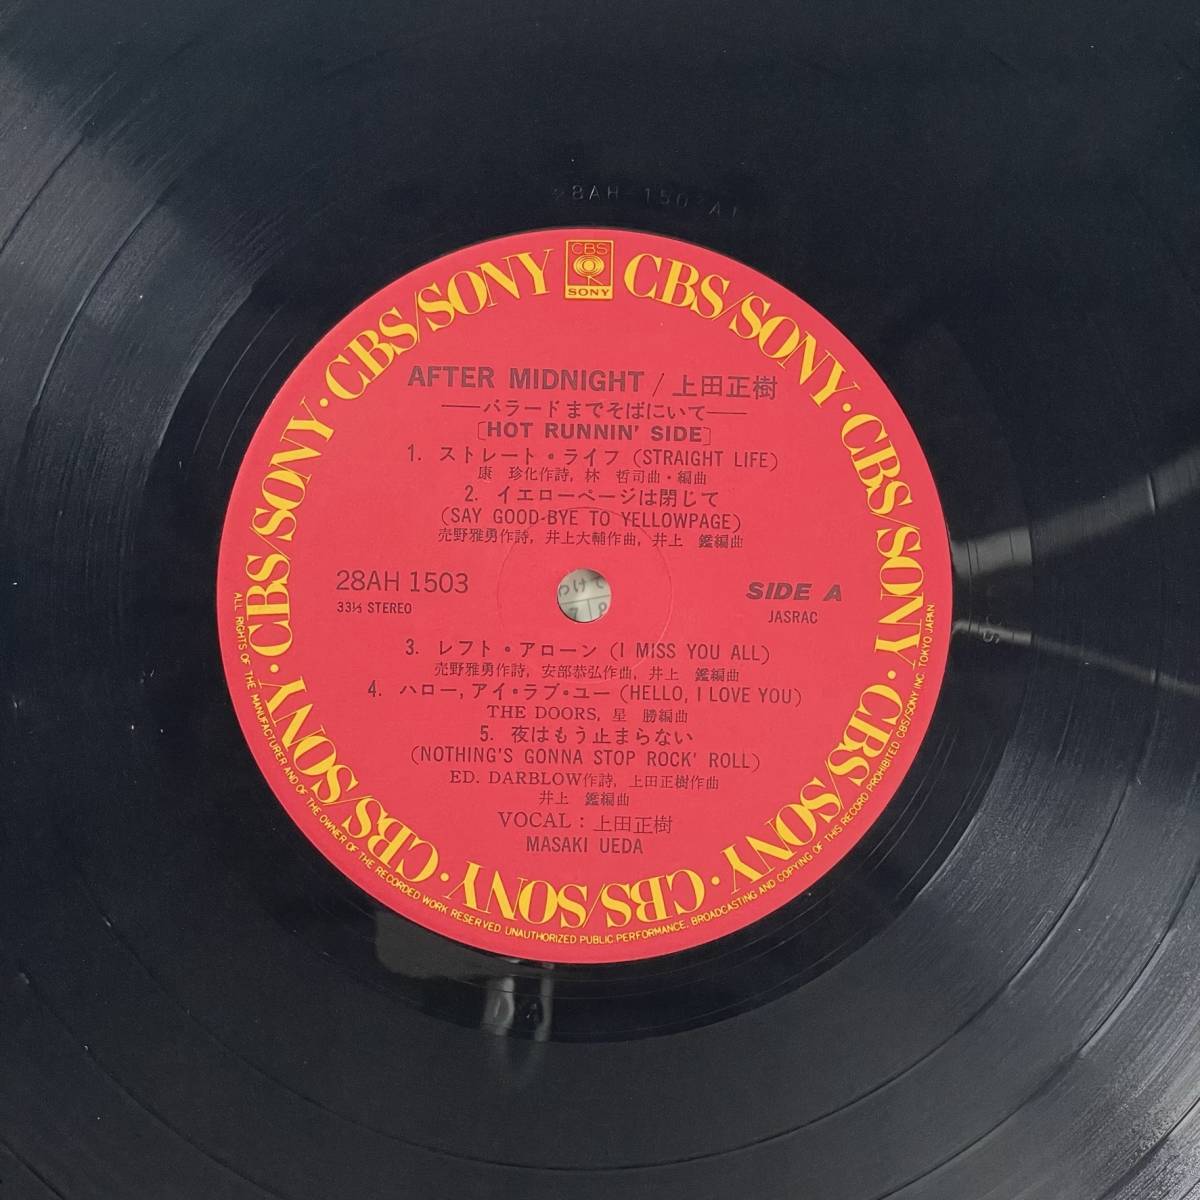 28AH 1503 A1
CBS
SONY
CBS/SONY · CBS/SONY · CBS/SONY · CBS/SONY · CBS/SONY · CBS/SONY · CBS/SONY · CBS/SONY
AFTER MIDNIGHT / 上田正樹
──バラードまでそばにいて──
[HOT RUNNIN' SIDE]
1. ストレート・ライフ (STRAIGHT LIFE)
康 珍化作詩, 林 哲司曲・編曲
2. イエローページは閉じて
(SAY GOOD-BYE TO YELLOWPAGE)
売野雅勇作詩, 井上大輔作曲, 井上 鑑編曲
28AH 1503
33⅓ STEREO
SIDE A
JASRAC
3. レフト・アローン (I MISS YOU ALL)
売野雅勇作詩, 安部恭弘作曲, 井上 鑑編曲
4. ハロー, アイ・ラブ・ユー (HELLO, I LOVE YOU)
THE DOORS, 星 勝編曲
5. 夜はもう止まらない
(NOTHING'S GONNA STOP ROCK' ROLL)
ED. DARBLOW作詩, 上田正樹作曲
井上 鑑編曲
VOCAL : 上田正樹
MASAKI UEDA
ALL RIGHTS OF THE MANUFACTURER AND OF THE OWNER OF THE RECORDED WORK RESERVED UNAUTHORIZED PUBLIC PERFORMANCE, BROADCASTING AND COPYING OF THIS RECORD PROHIBITED CBS/SONY INC. TOKYO JAPAN